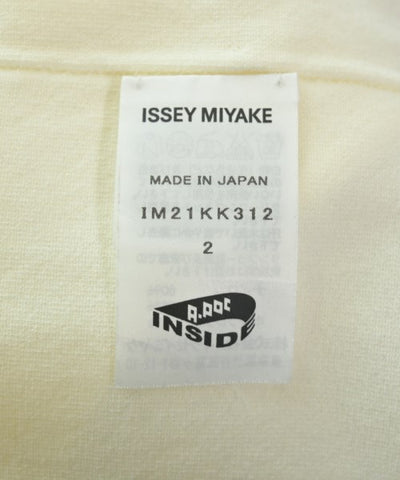 ISSEY MIYAKE
MADE IN JAPAN
IM21KK312
2
A-POC
INSIDE